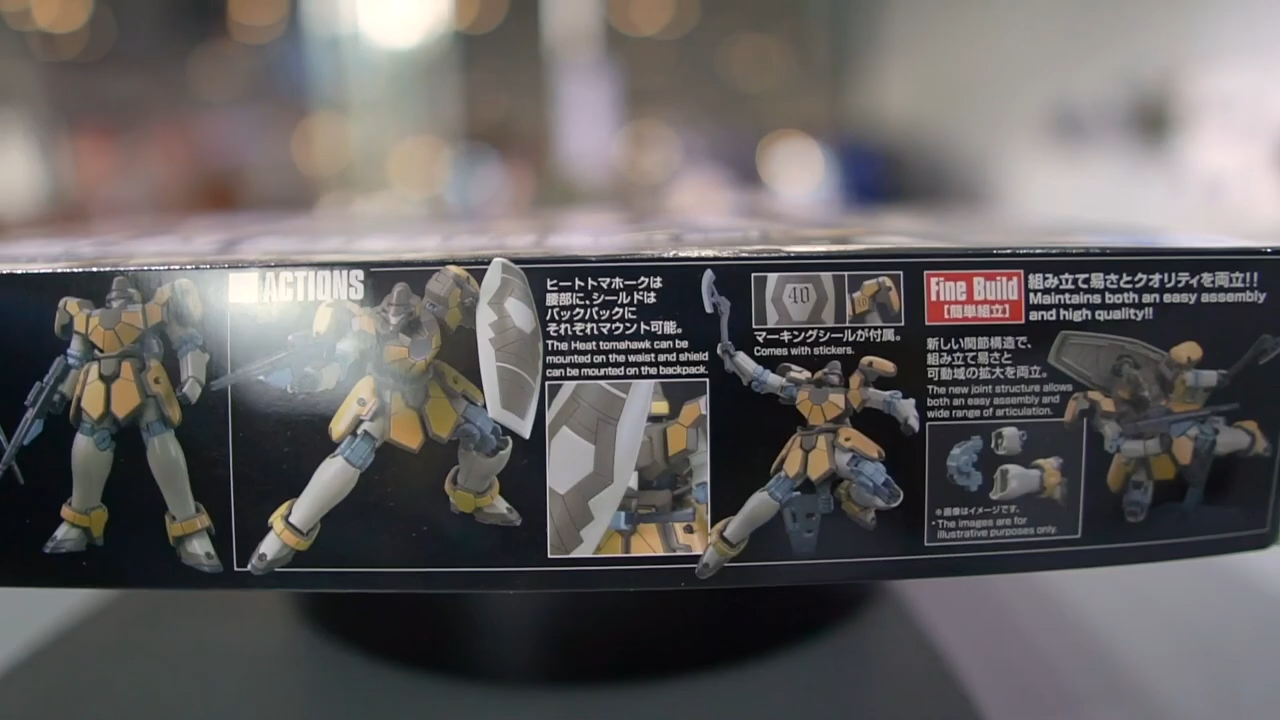 ACTIONS
ヒートトマホークは
腰部に、シールドは
バックパックに
それぞれマウント可能。
The Heat tomahawk can be
mounted on the waist and shield
can be mounted on the backpack.
40
マーキングシールが付属。
Comes with stickers.
Fine Build
[簡単組立]
組み立て易さとクオリティを両立!!
Maintains both an easy assembly
and high quality!!
新しい関節構造で、
組み立て易さと
可動域の拡大を両立。
The new joint structure allows
both an easy assembly and
wide range of articulation.
※画像はイメージです。
* The images are for
illustrative purposes only.